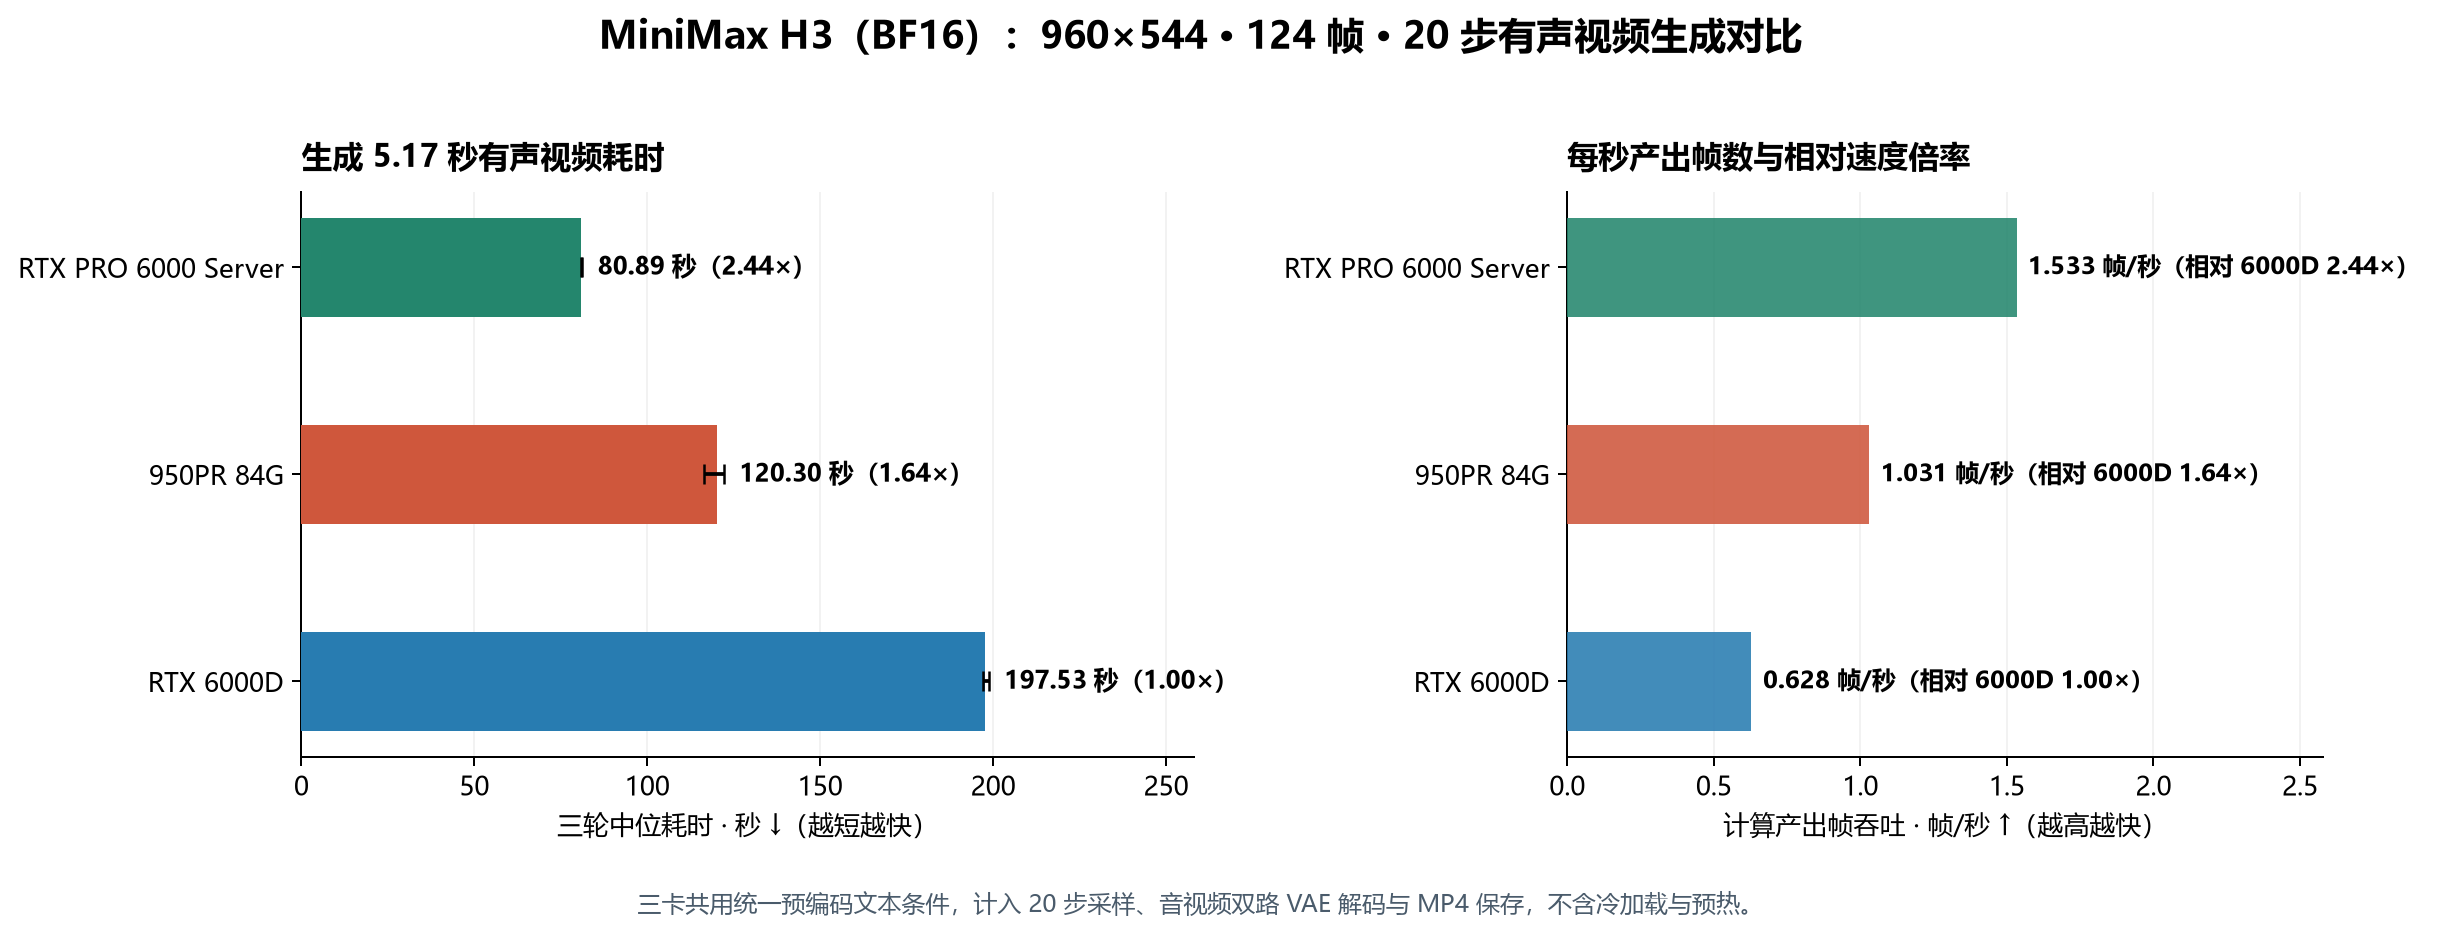 MiniMax H3（BF16）：960×544 • 124 帧 • 20 步有声视频生成对比
生成 5.17 秒有声视频耗时
RTX PRO 6000 Server
80.89 秒（2.44×）
950PR 84G
120.30 秒（1.64×）
RTX 6000D
197.53 秒（1.00×）
0 50 100 150 200 250
三轮中位耗时 · 秒 ↓（越短越快）
每秒产出帧数与相对速度倍率
RTX PRO 6000 Server
1.533 帧/秒（相对 6000D 2.44×）
950PR 84G
1.031 帧/秒（相对 6000D 1.64×）
RTX 6000D
0.628 帧/秒（相对 6000D 1.00×）
0.0 0.5 1.0 1.5 2.0 2.5
计算产出帧吞吐 · 帧/秒 ↑（越高越快）
三卡共用统一预编码文本条件，计入 20 步采样、音视频双路 VAE 解码与 MP4 保存，不含冷加载与预热。